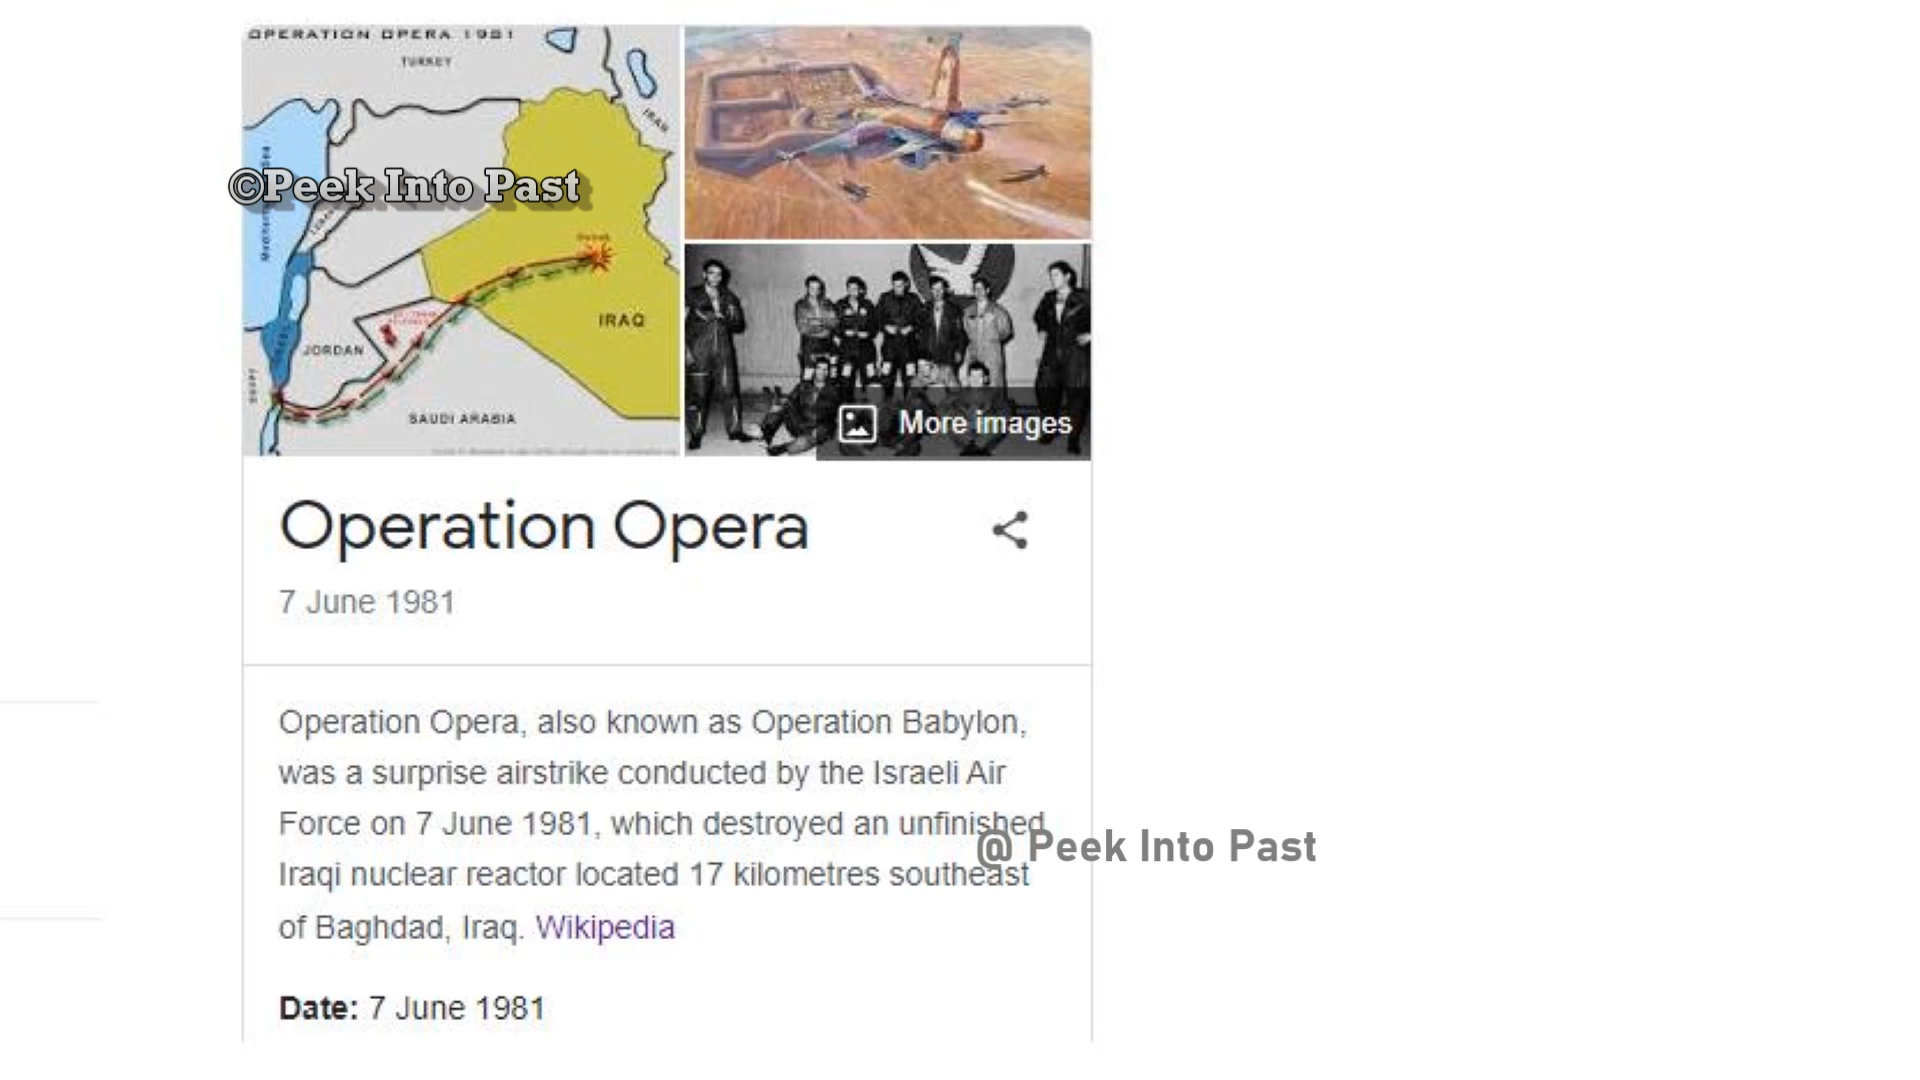 OPERATION OPERA 1981
TURKEY
IRAN
©Peek Into Past
IRAQ
JORDAN
EGYPT
SAUDI ARABIA
More images
Operation Opera
7 June 1981
Operation Opera, also known as Operation Babylon,
was a surprise airstrike conducted by the Israeli Air
Force on 7 June 1981, which destroyed an unfinished
@ Peek Into Past
Iraqi nuclear reactor located 17 kilometres southeast
of Baghdad, Iraq. Wikipedia
Date: 7 June 1981